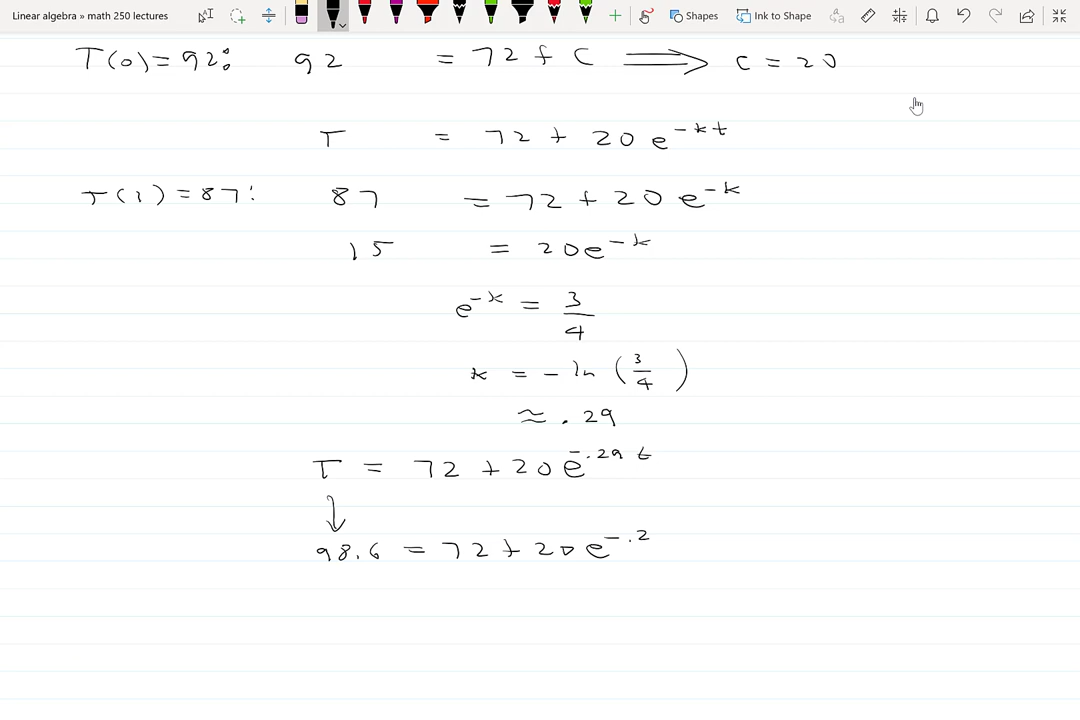 Linear algebra » math 250 lectures
Shapes
Ink to Shape
T(0)=92: 92 = 72 + C ⟹ C = 20
T = 72 + 20e^{-kt}
T(1)=87: 87 = 72 + 20e^{-k}
15 = 20e^{-k}
e^{-k} = 3/4
k = -ln(3/4)
≈ .29
T = 72 + 20e^{-.29t}
↓
98.6 = 72 + 20e^{-.2}